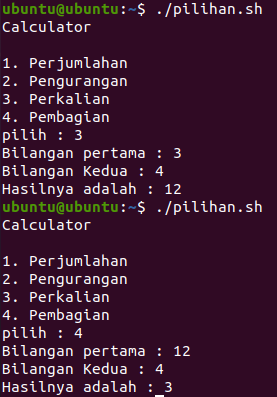 ubuntu@ubuntu:~$ ./pilihan.sh
Calculator
1. Perjumlahan
2. Pengurangan
3. Perkalian
4. Pembagian
pilih : 3
Bilangan pertama : 3
Bilangan Kedua : 4
Hasilnya adalah : 12
ubuntu@ubuntu:~$ ./pilihan.sh
Calculator
1. Perjumlahan
2. Pengurangan
3. Perkalian
4. Pembagian
pilih : 4
Bilangan pertama : 12
Bilangan Kedua : 4
Hasilnya adalah : 3